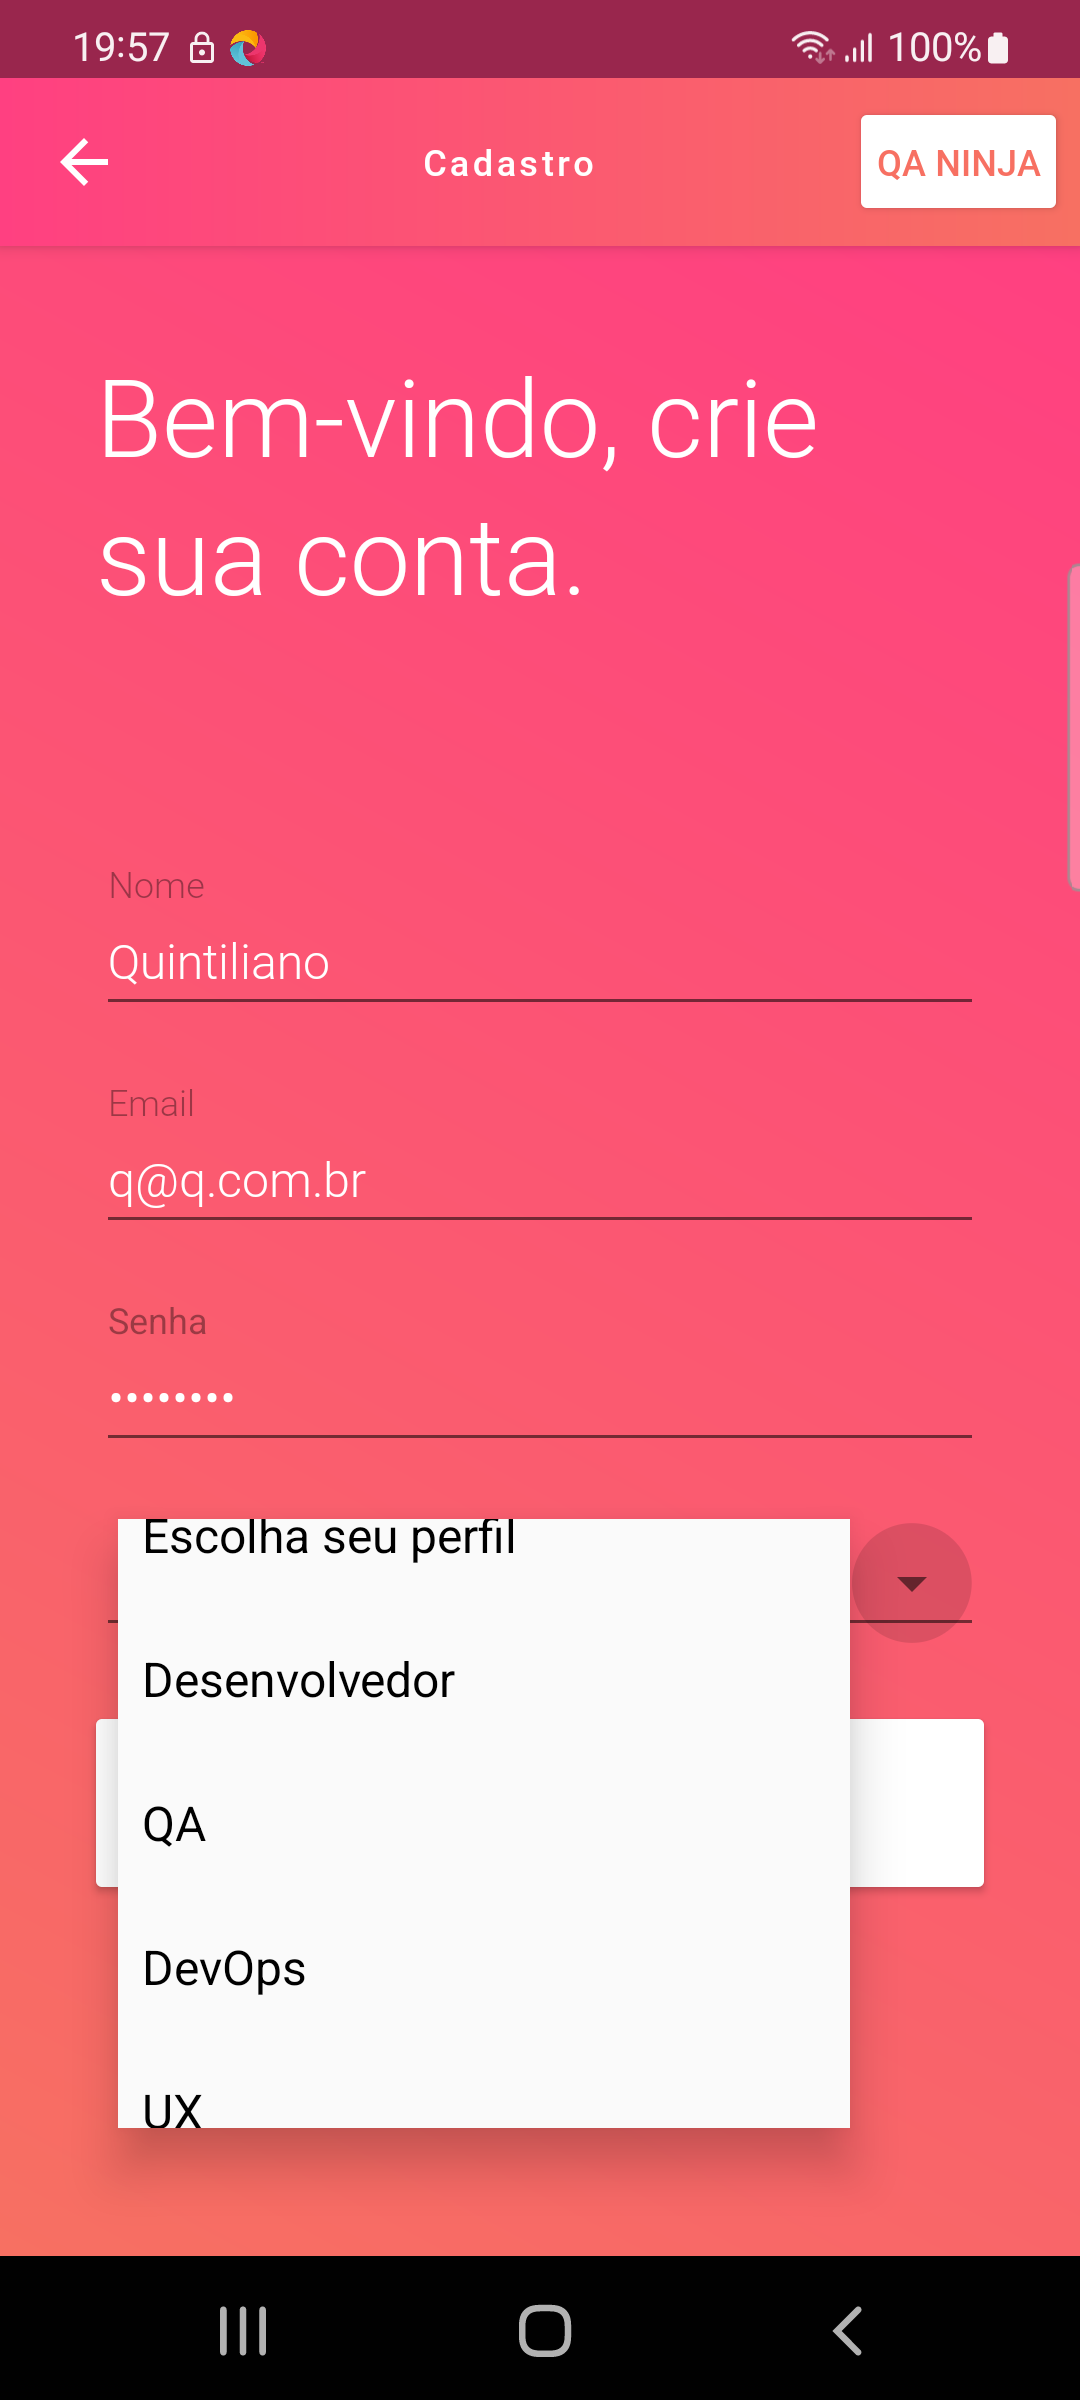 19:57
100%
Cadastro
QA NINJA
Bem-vindo, crie
sua conta.
Nome
Quintiliano
Email
q@q.com.br
Senha
••••••••
Escolha seu perfil
Desenvolvedor
QA
DevOps
UX